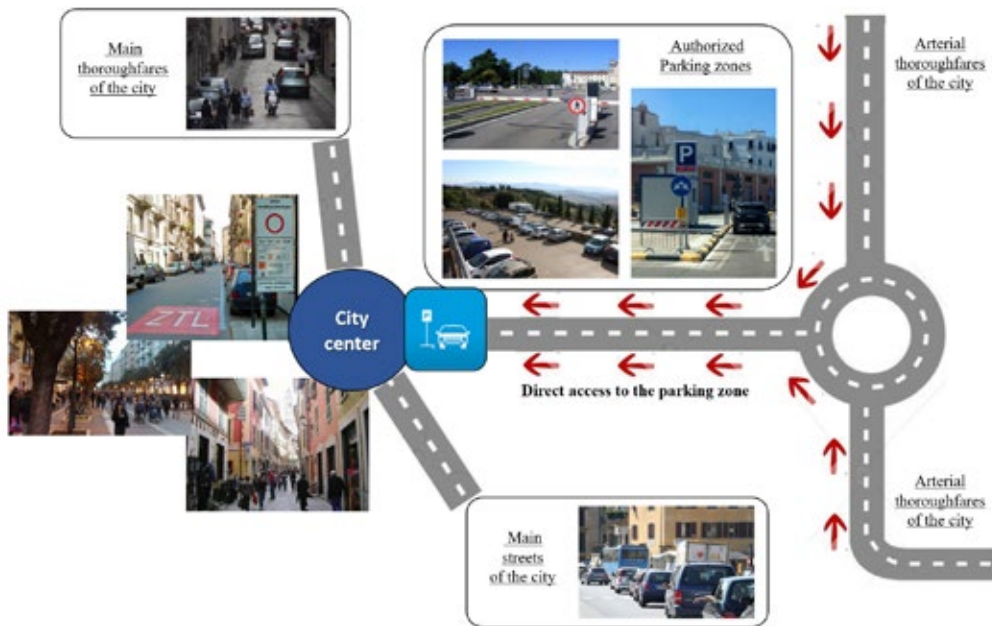 Main
thoroughfares
of the city
Authorized
Parking zones
Arterial
thoroughfares
of the city
P
ZTL
City
center
P
Direct access to the parking zone
Arterial
thoroughfares
of the city
Main
streets
of the city